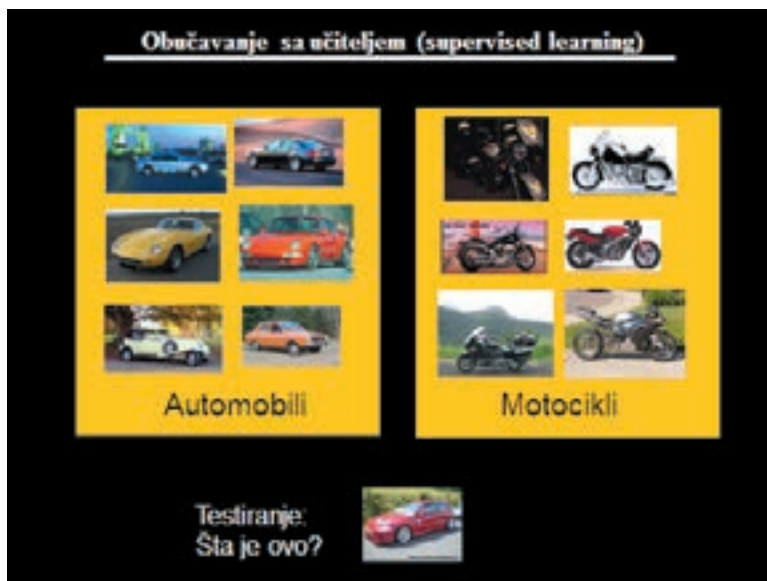 Obučavanje sa učiteljem (supervised learning)
Automobili
Motocikli
Testiranje:
Šta je ovo?